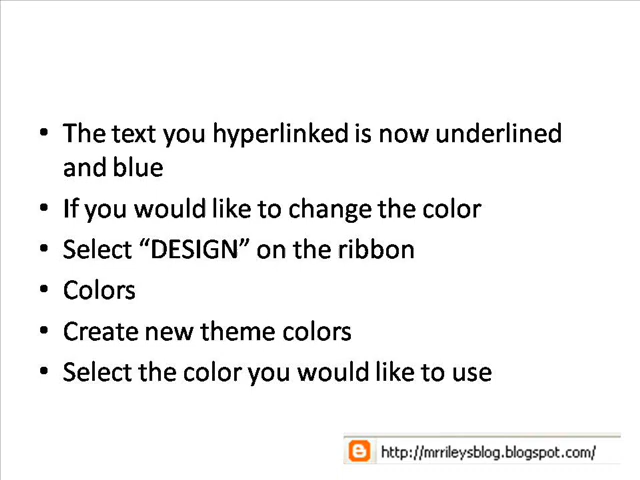 • The text you hyperlinked is now underlined
and blue
• If you would like to change the color
• Select “DESIGN” on the ribbon
• Colors
• Create new theme colors
• Select the color you would like to use
http://mrrileysblog.blogspot.com/